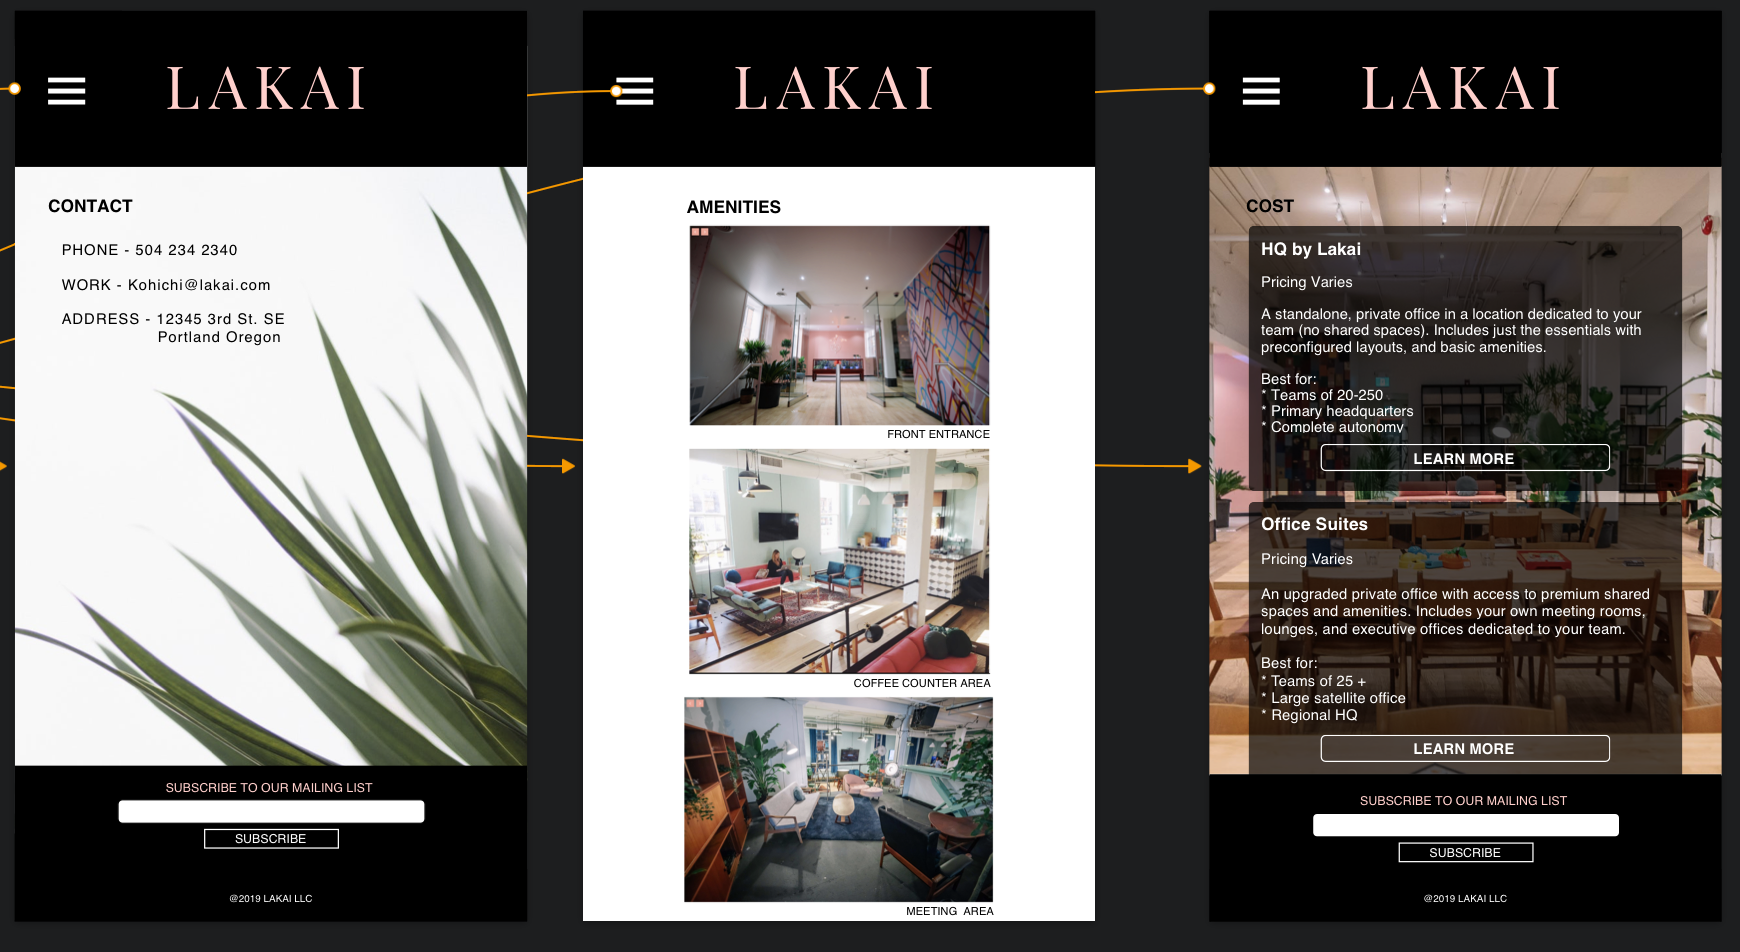 LAKAI
CONTACT
PHONE - 504 234 2340
WORK - Kohichi@lakai.com
ADDRESS - 12345 3rd St. SE
Portland Oregon
SUBSCRIBE TO OUR MAILING LIST
SUBSCRIBE
@2019 LAKAI LLC
LAKAI
AMENITIES
FRONT ENTRANCE
COFFEE COUNTER AREA
MEETING AREA
LAKAI
COST
HQ by Lakai
Pricing Varies
A standalone, private office in a location dedicated to your
team (no shared spaces). Includes just the essentials with
preconfigured layouts, and basic amenities.
Best for:
* Teams of 20-250
* Primary headquarters
* Complete autonomy
LEARN MORE
Office Suites
Pricing Varies
An upgraded private office with access to premium shared
spaces and amenities. Includes your own meeting rooms,
lounges, and executive offices dedicated to your team.
Best for:
* Teams of 25 +
* Large satellite office
* Regional HQ
LEARN MORE
SUBSCRIBE TO OUR MAILING LIST
SUBSCRIBE
@2019 LAKAI LLC